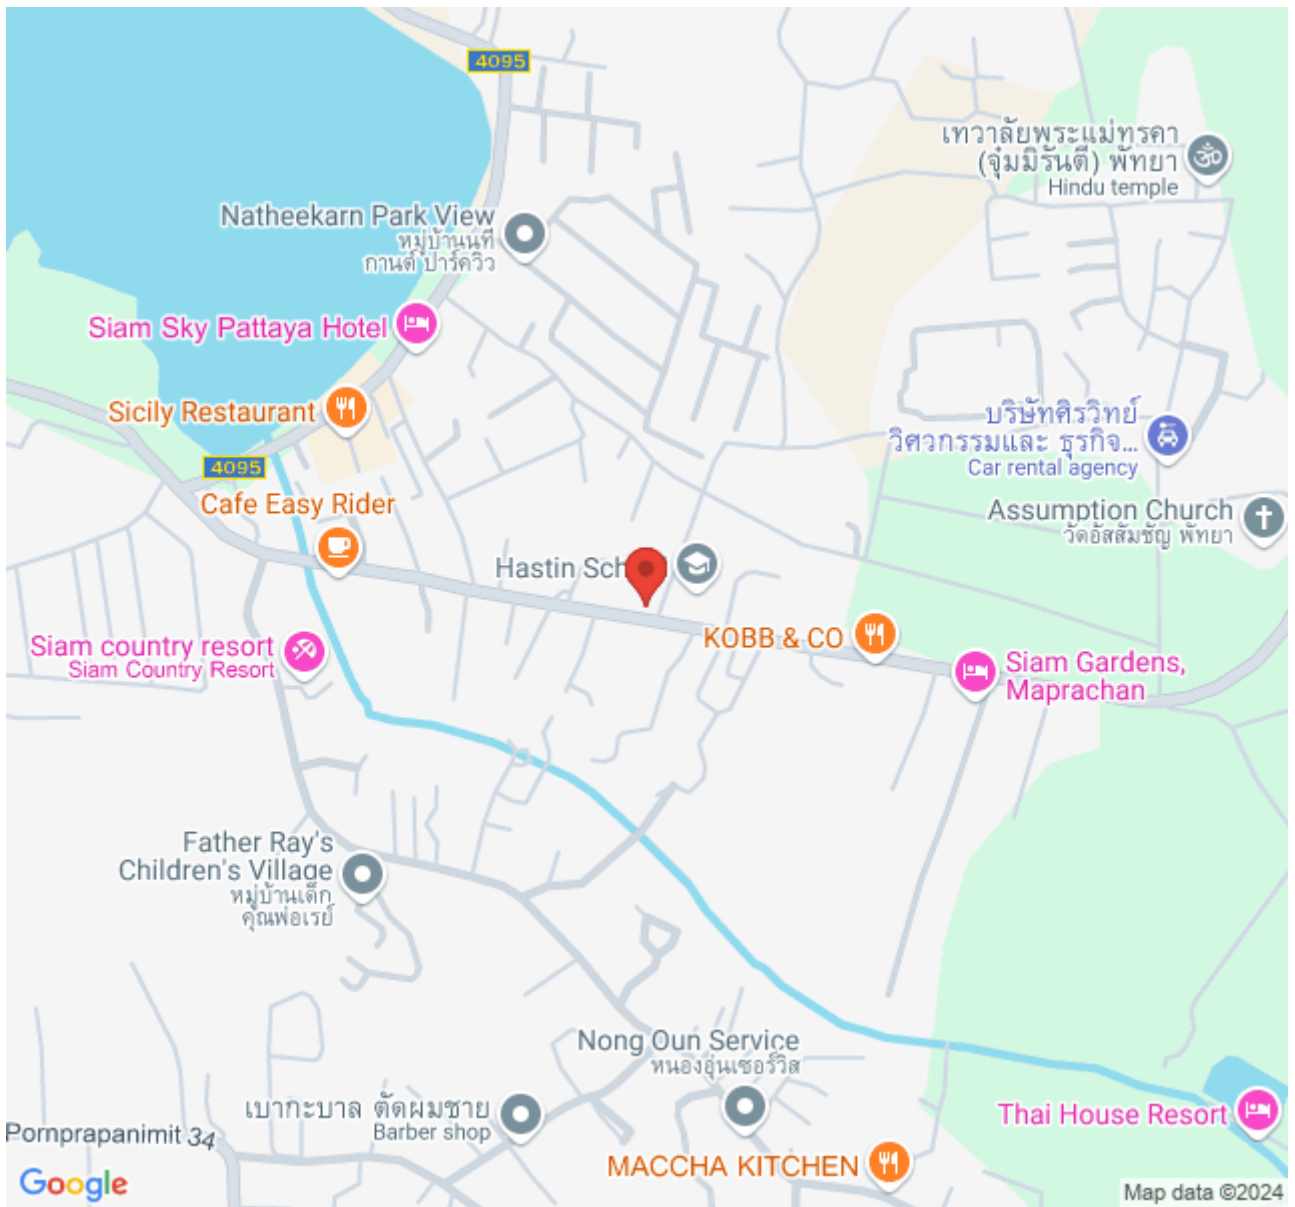 4095
เทวาลัยพระแม่ทรคา
(จุ๋มมิรันตี) พัทยา
Hindu temple
Natheekarn Park View
หมู่บ้านนที
กานต์ ปาร์ควิว
Siam Sky Pattaya Hotel
Sicily Restaurant
บริษัทศิรวิทย์
วิศวกรรมและ ธุรกิจ...
Car rental agency
4095
Cafe Easy Rider
Assumption Church
วัดอัสสัมชัญ พัทยา
Hastin Sch
KOBB & CO
Siam country resort
Siam Country Resort
Siam Gardens,
Maprachan
Father Ray's
Children's Village
หมู่บ้านเด็ก
คุณพ่อเรย์
Nong Oun Service
หนองอุ่นเซอร์วิส
เบากะบาล ตัดผมชาย
Barber shop
Thai House Resort
Pornprapanimit 34
MACCHA KITCHEN
Google
Map data ©2024